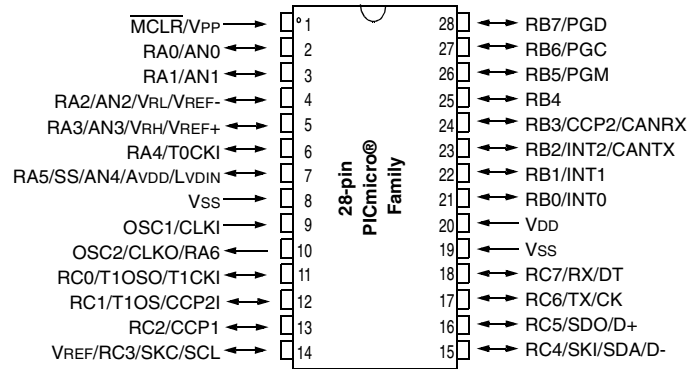 MCLR/VPP 1
RA0/AN0 2
RA1/AN1 3
RA2/AN2/VRL/VREF- 4
RA3/AN3/VRH/VREF+ 5
RA4/T0CKI 6
RA5/SS/AN4/AVDD/LVDIN 7
VSS 8
OSC1/CLKI 9
OSC2/CLKO/RA6 10
RC0/T1OSO/T1CKI 11
RC1/T1OS/CCP2I 12
RC2/CCP1 13
VREF/RC3/SKC/SCL 14
28-pin
PICmicro®
Family
28 RB7/PGD
27 RB6/PGC
26 RB5/PGM
25 RB4
24 RB3/CCP2/CANRX
23 RB2/INT2/CANTX
22 RB1/INT1
21 RB0/INT0
20 VDD
19 VSS
18 RC7/RX/DT
17 RC6/TX/CK
16 RC5/SDO/D+
15 RC4/SKI/SDA/D-